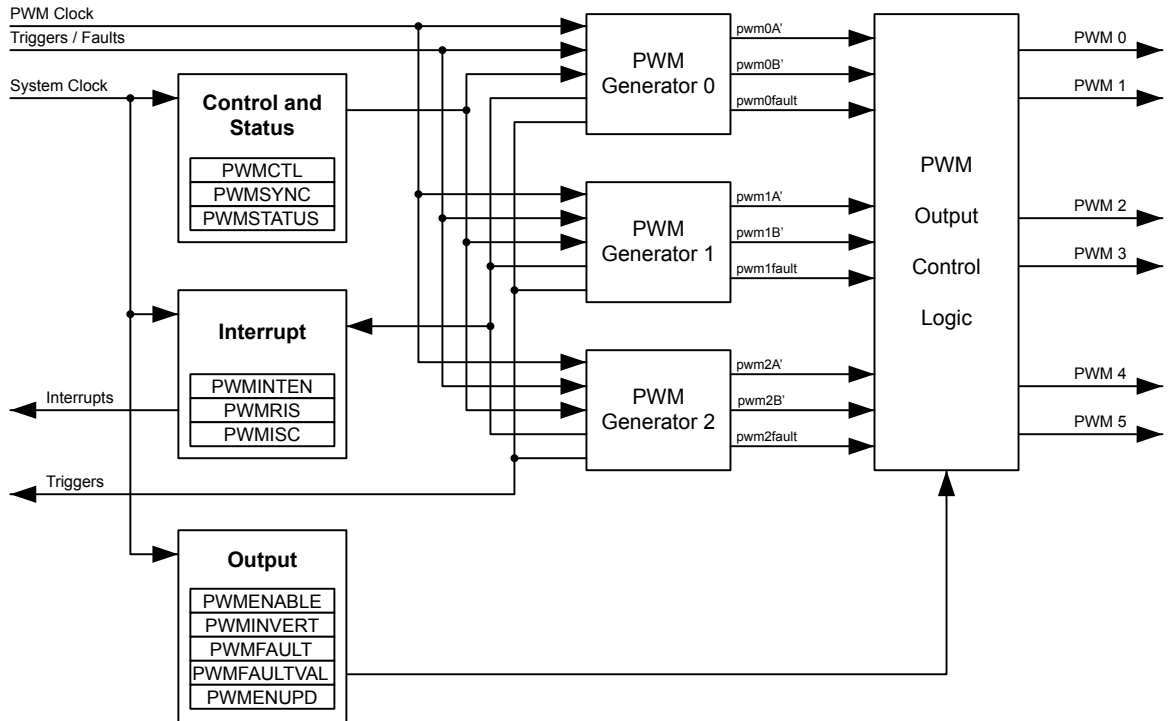 PWM Clock
Triggers / Faults
System Clock
Control and
Status
PWMCTL
PWMSYNC
PWMSTATUS
Interrupt
PWMINTEN
PWMRIS
PWMISC
Interrupts
Triggers
Output
PWMENABLE
PWMINVERT
PWMFAULT
PWMFAULTVAL
PWMENUPD
PWM
Generator 0
pwm0A'
pwm0B'
pwm0fault
PWM
Generator 1
pwm1A'
pwm1B'
pwm1fault
PWM
Generator 2
pwm2A'
pwm2B'
pwm2fault
PWM
Output
Control
Logic
PWM 0
PWM 1
PWM 2
PWM 3
PWM 4
PWM 5